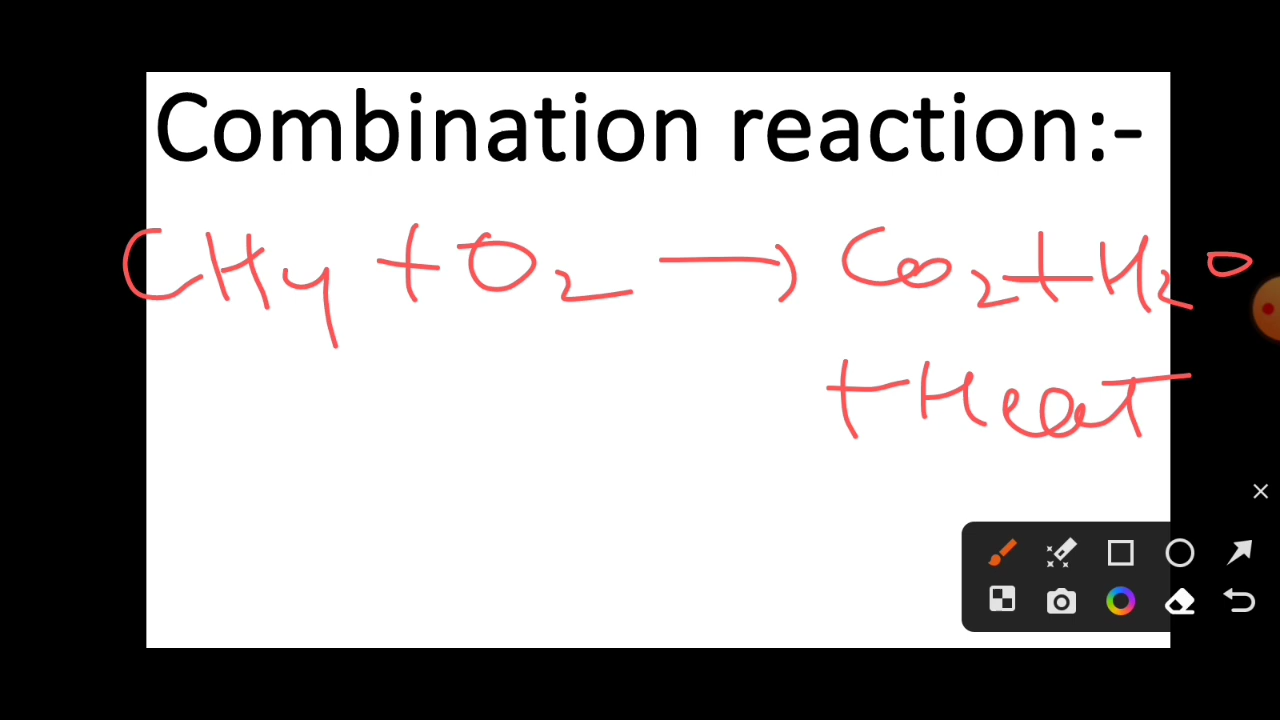 Combination reaction:-
CH4 + O2 → CO2 + H2O
+ Heat